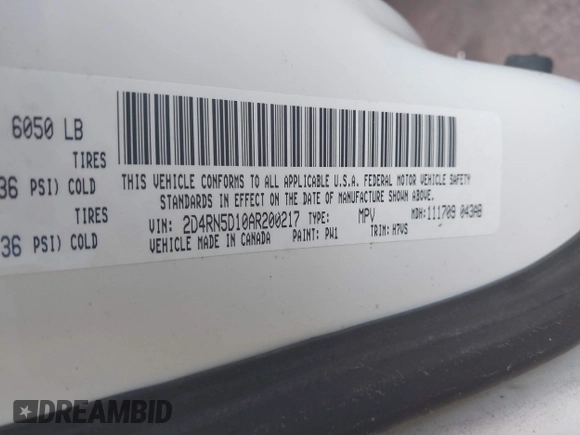 6050 LB
TIRES
36 PSI) COLD
TIRES
36 PSI) COLD
THIS VEHICLE CONFORMS TO ALL APPLICABLE U.S.A. FEDERAL MOTOR VEHICLE SAFETY
STANDARDS IN EFFECT ON THE DATE OF MANUFACTURE SHOWN ABOVE.
VIN: 2D4RN5D10AR200217 TYPE: MPV MDH: 111709 043AB
VEHICLE MADE IN CANADA PAINT: PW1 TRIM: H7VS
DREAMBID